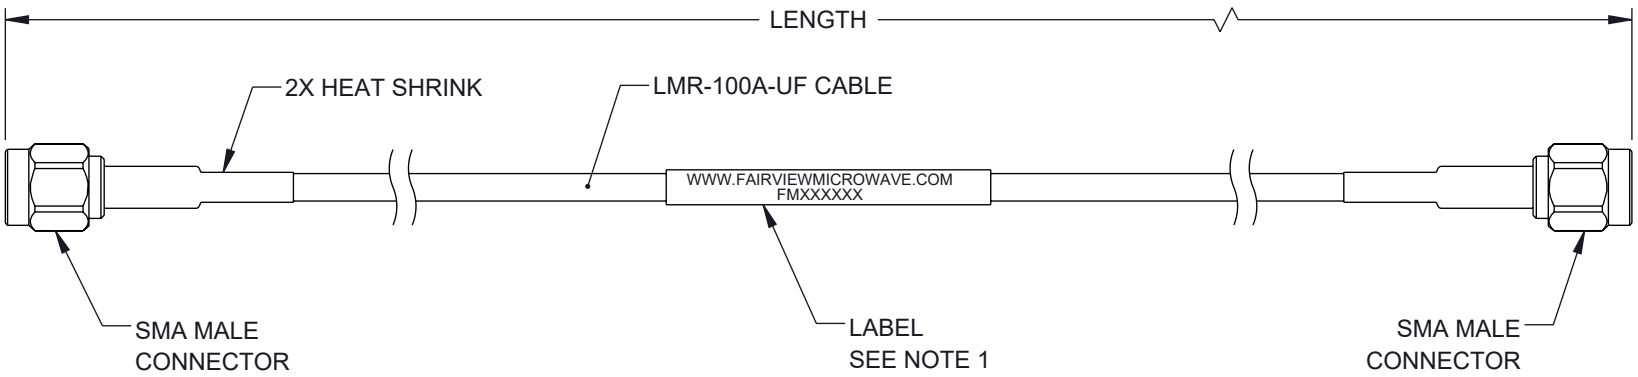 LENGTH
2X HEAT SHRINK
LMR-100A-UF CABLE
WWW.FAIRVIEWMICROWAVE.COM
FMXXXXXX
SMA MALE
CONNECTOR
LABEL
SEE NOTE 1
SMA MALE
CONNECTOR